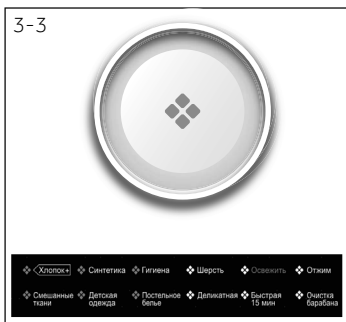 3-3
Хлопок+ Синтетика Гигиена Шерсть Освежить Отжим
Смешанные ткани Детская одежда Постельное белье Деликатная Быстрая 15 мин Очистка барабана